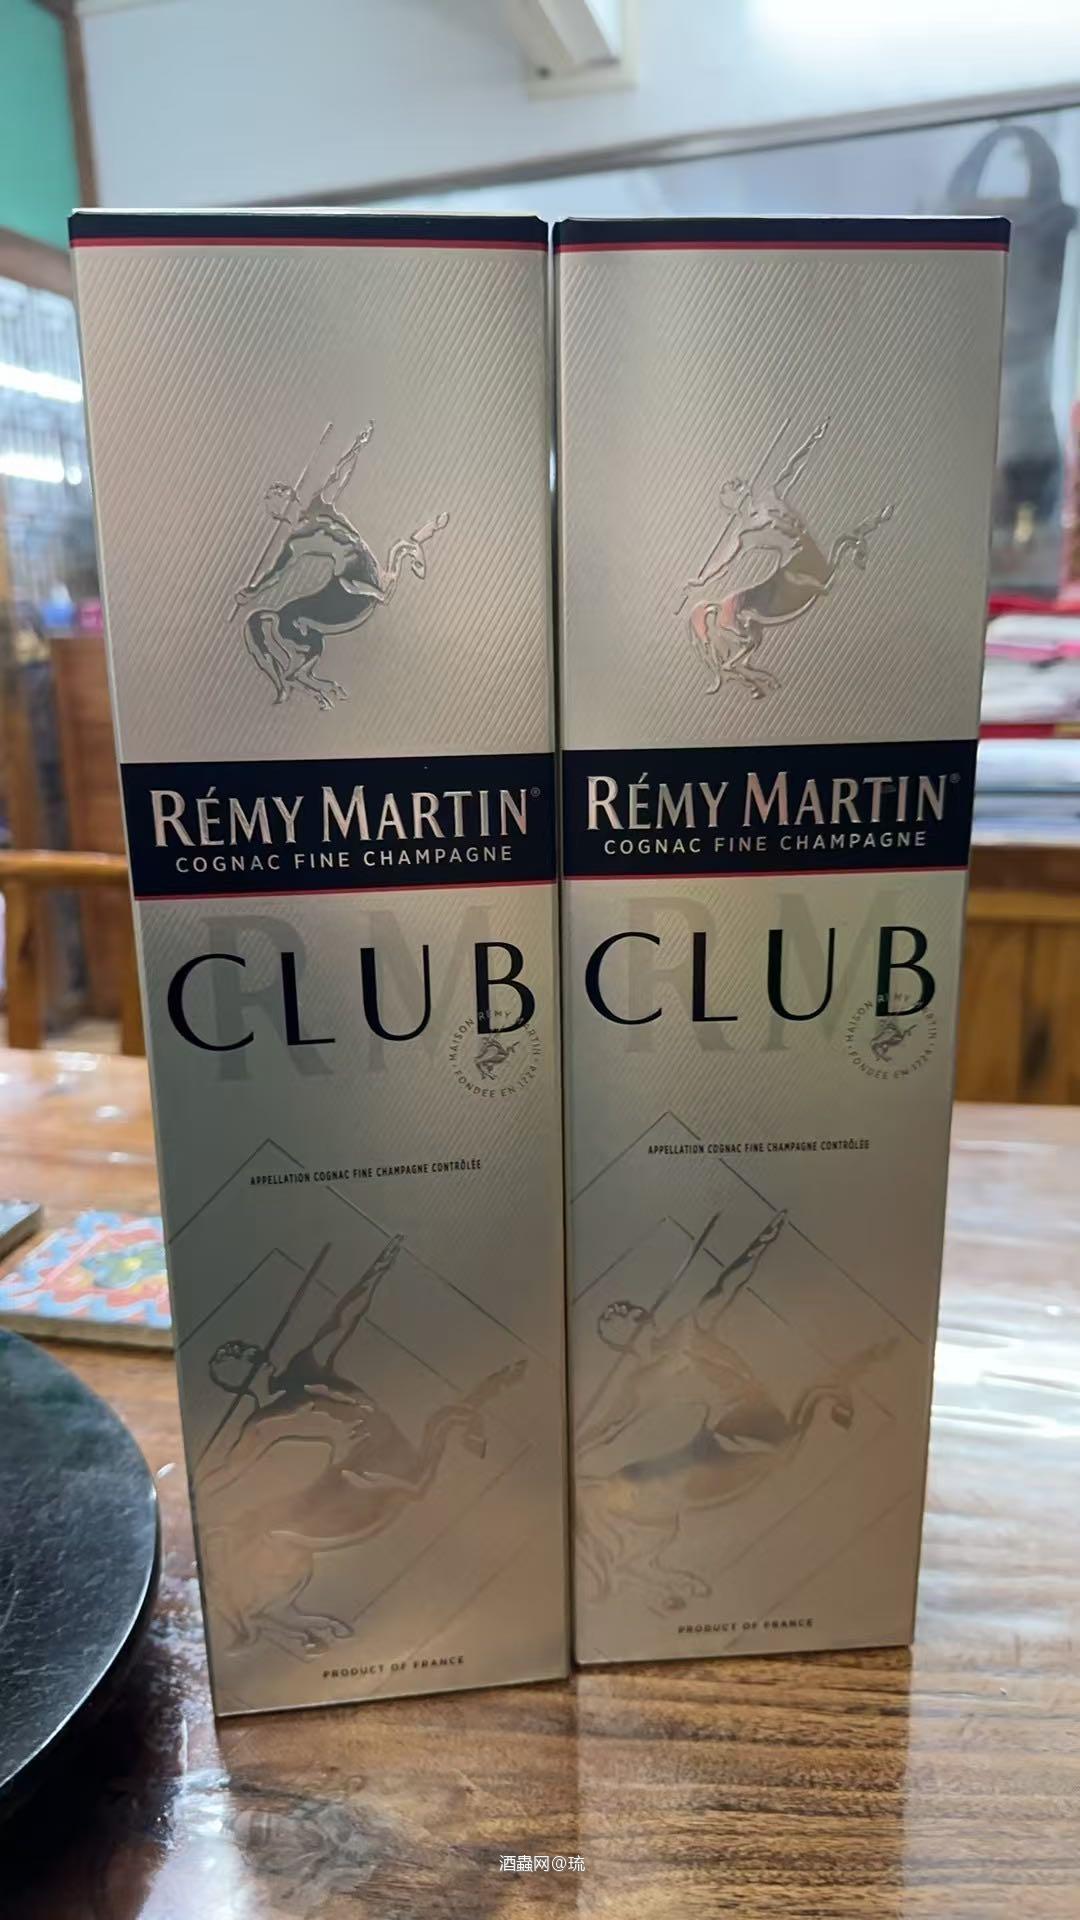 RÉMY MARTIN®
COGNAC FINE CHAMPAGNE
RM
CLUB
MAISON RÉMY MARTIN
FONDÉE EN 1724
APPELLATION COGNAC FINE CHAMPAGNE CONTRÔLÉE
PRODUCT OF FRANCE
RÉMY MARTIN®
COGNAC FINE CHAMPAGNE
RM
CLUB
MAISON RÉMY MARTIN
FONDÉE EN 1724
APPELLATION COGNAC FINE CHAMPAGNE CONTRÔLÉE
PRODUCT OF FRANCE
酒蟲网@琉